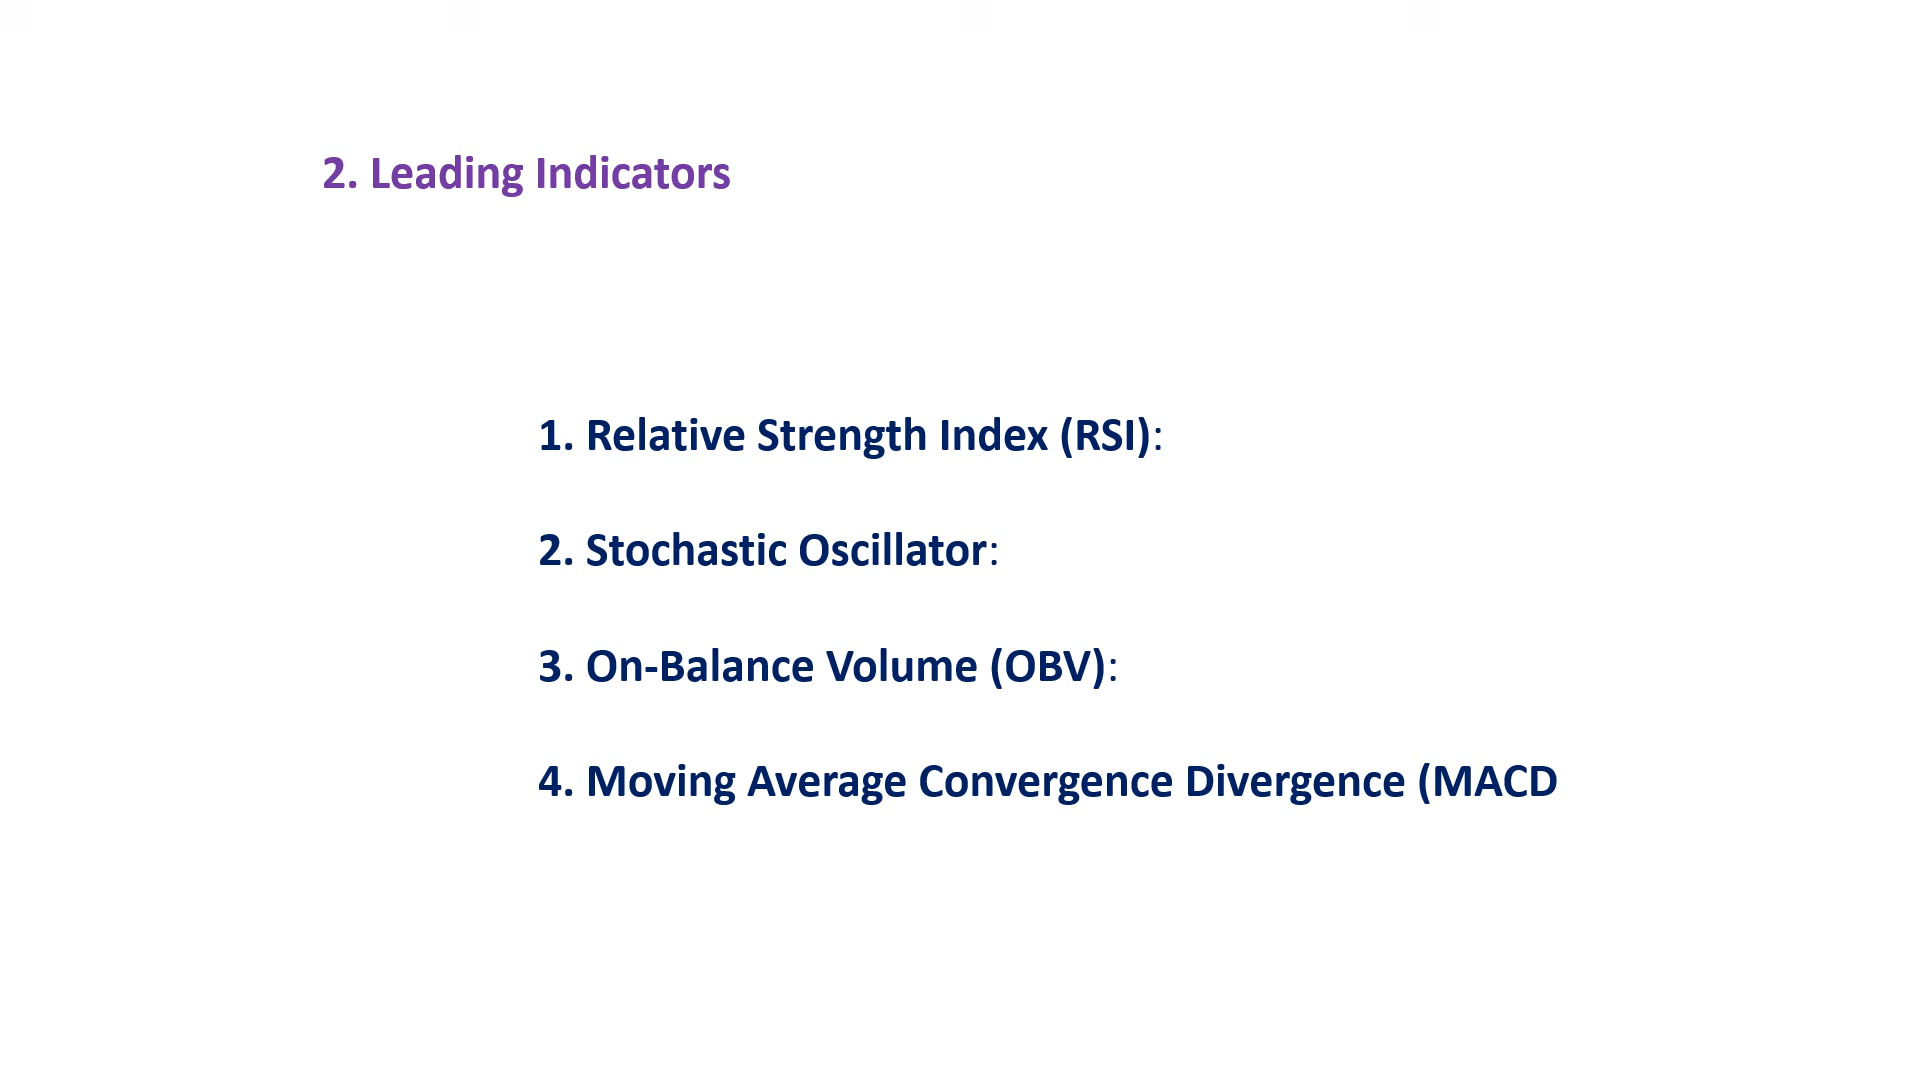 2. Leading Indicators
1. Relative Strength Index (RSI):
2. Stochastic Oscillator:
3. On-Balance Volume (OBV):
4. Moving Average Convergence Divergence (MACD